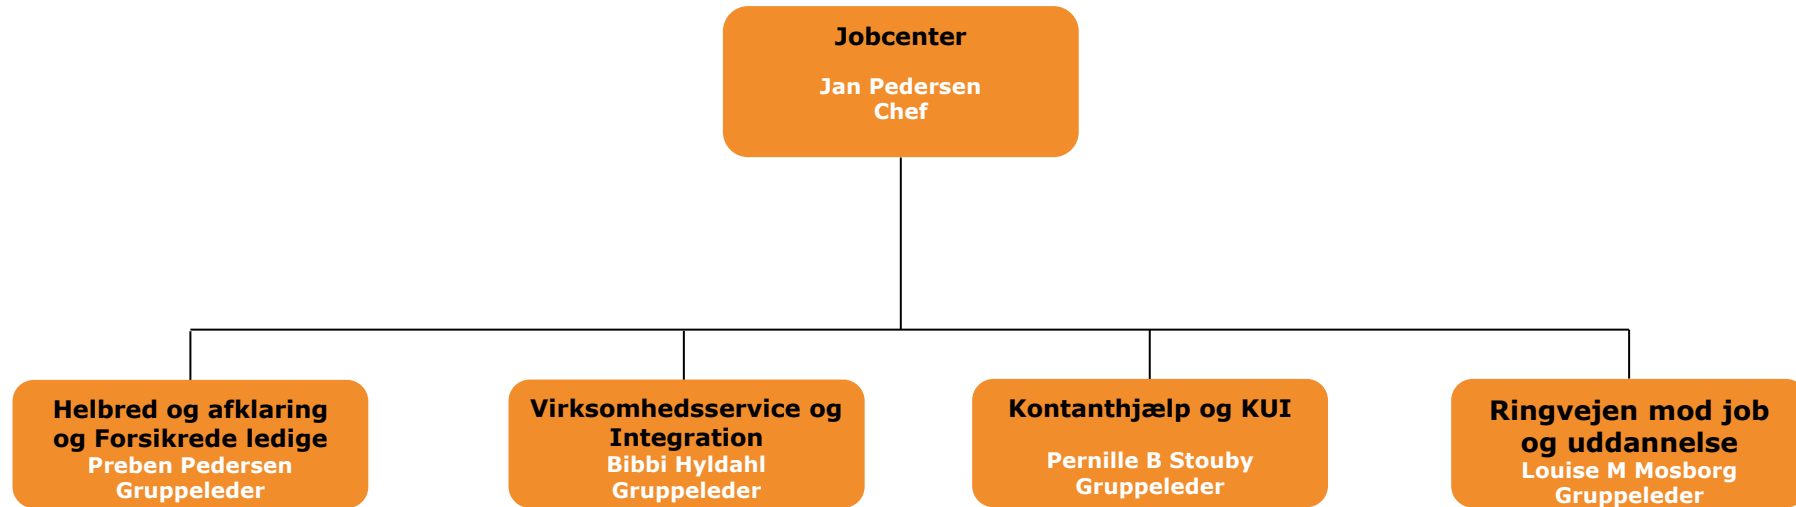 Jobcenter
Jan Pedersen
Chef
Helbred og afklaring
og Forsikrede ledige
Preben Pedersen
Gruppeleder
Virksomhedsservice og
Integration
Bibbi Hyldahl
Gruppeleder
Kontanthjælp og KUI
Pernille B Stouby
Gruppeleder
Ringvejen mod job
og uddannelse
Louise M Mosborg
Gruppeleder